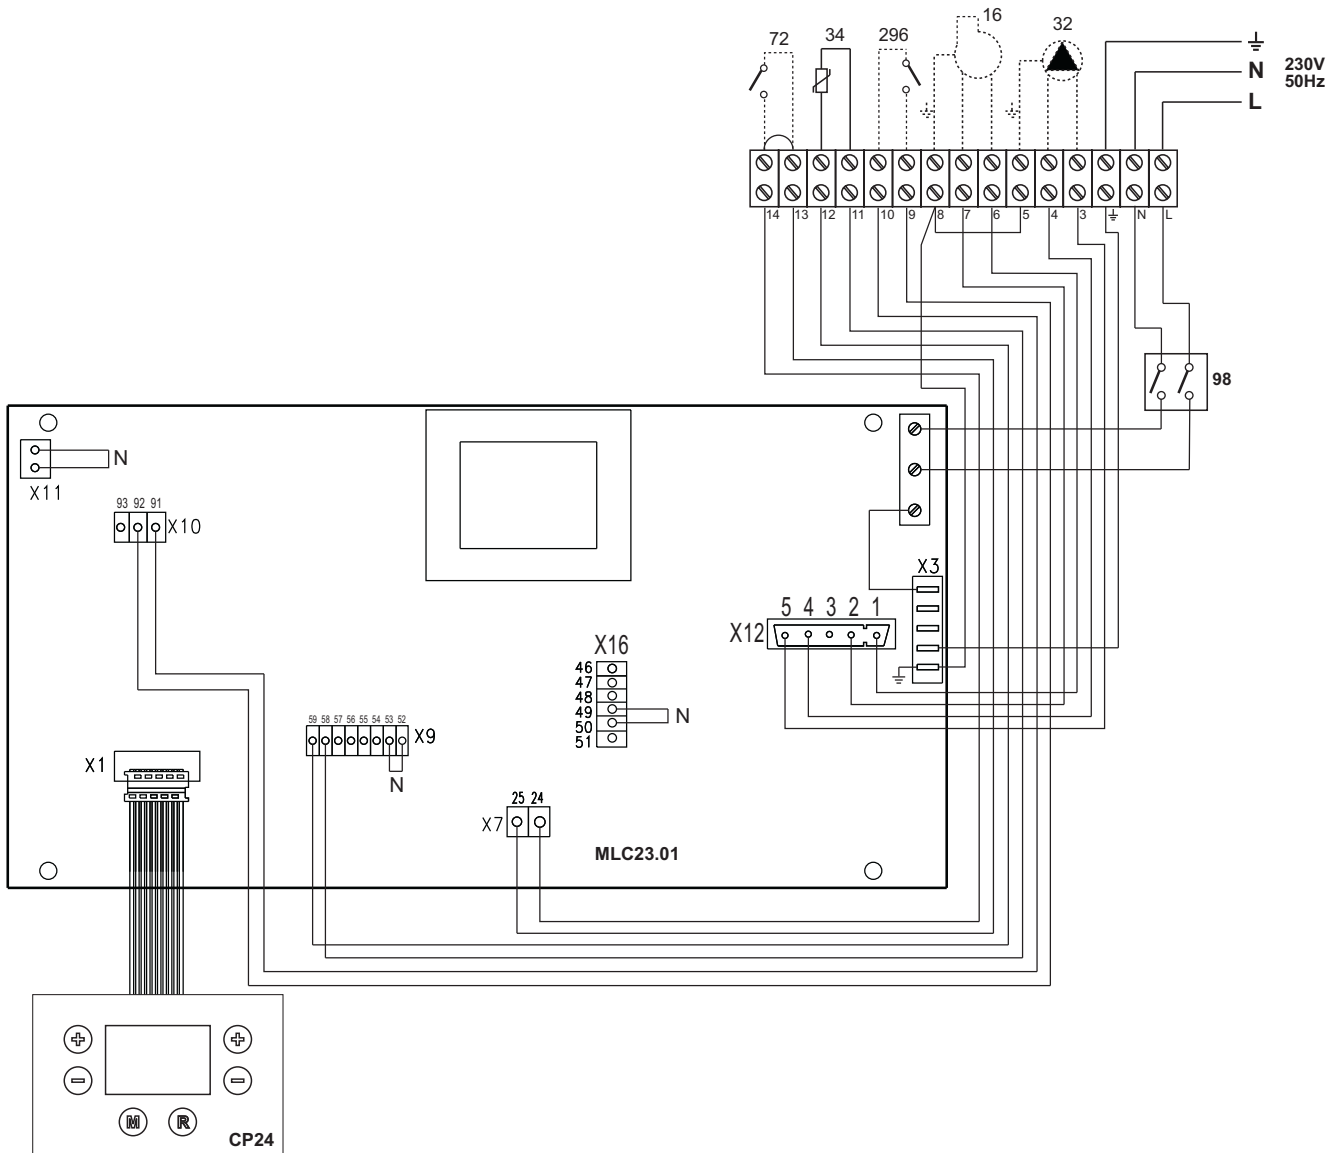 72 34 296 16 32
N 230V
50Hz
L
14 13 12 11 10 9 8 7 6 5 4 3 N L
98
N
X11
93 92 91
X10
X3
5 4 3 2 1
X12
X16
46
47
48
49
50
51
N
59 58 57 56 55 54 53 52
X9
N
X1
25 24
X7
MLC23.01
M R
CP24